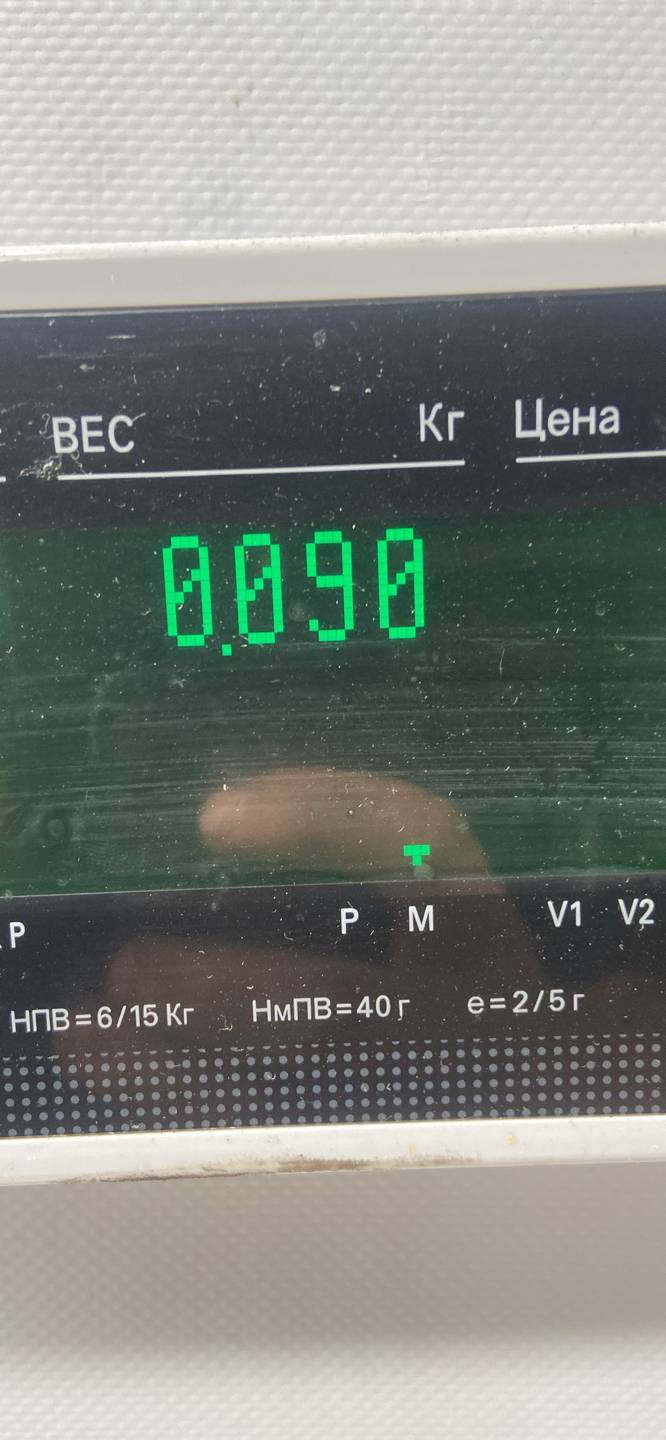 ВЕС Кг Цена
0.090
Р Р М V1 V2
НПВ=6/15 Кг НмПВ=40 г е=2/5 г